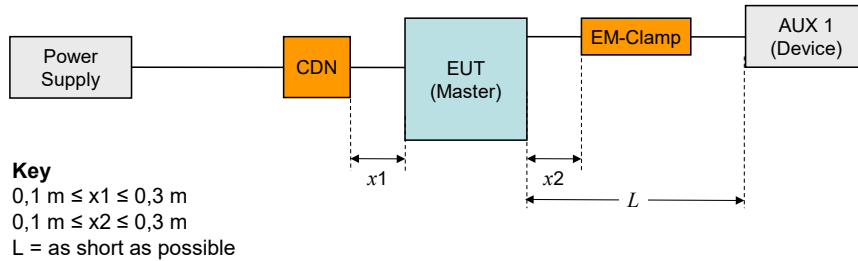 Power
Supply
CDN
EUT
(Master)
EM-Clamp
AUX 1
(Device)
x1
x2
L
Key
0,1 m ≤ x1 ≤ 0,3 m
0,1 m ≤ x2 ≤ 0,3 m
L = as short as possible